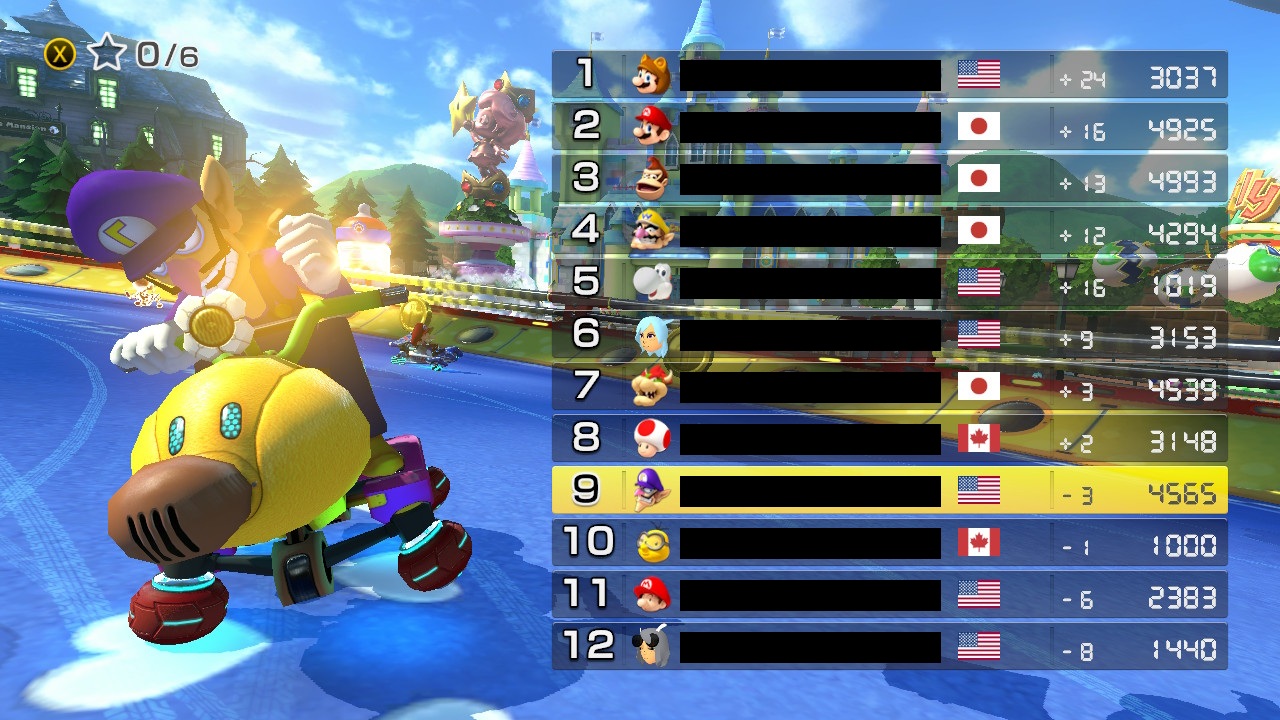 X 0/6
1 + 24 3037
2 + 16 4925
3 + 13 4993
4 + 12 4294
5 + 16 1019
6 + 9 3153
7 + 3 4539
8 + 2 3148
9 - 3 4565
10 - 1 1000
11 - 6 2383
12 - 8 1440